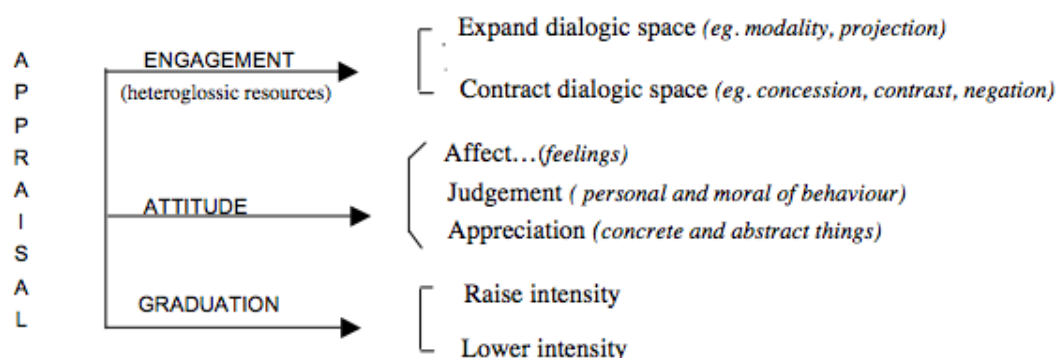 APPRAISAL
ENGAGEMENT
(heteroglossic resources)
Expand dialogic space (eg. modality, projection)
Contract dialogic space (eg. concession, contrast, negation)
ATTITUDE
Affect…(feelings)
Judgement ( personal and moral of behaviour)
Appreciation (concrete and abstract things)
GRADUATION
Raise intensity
Lower intensity